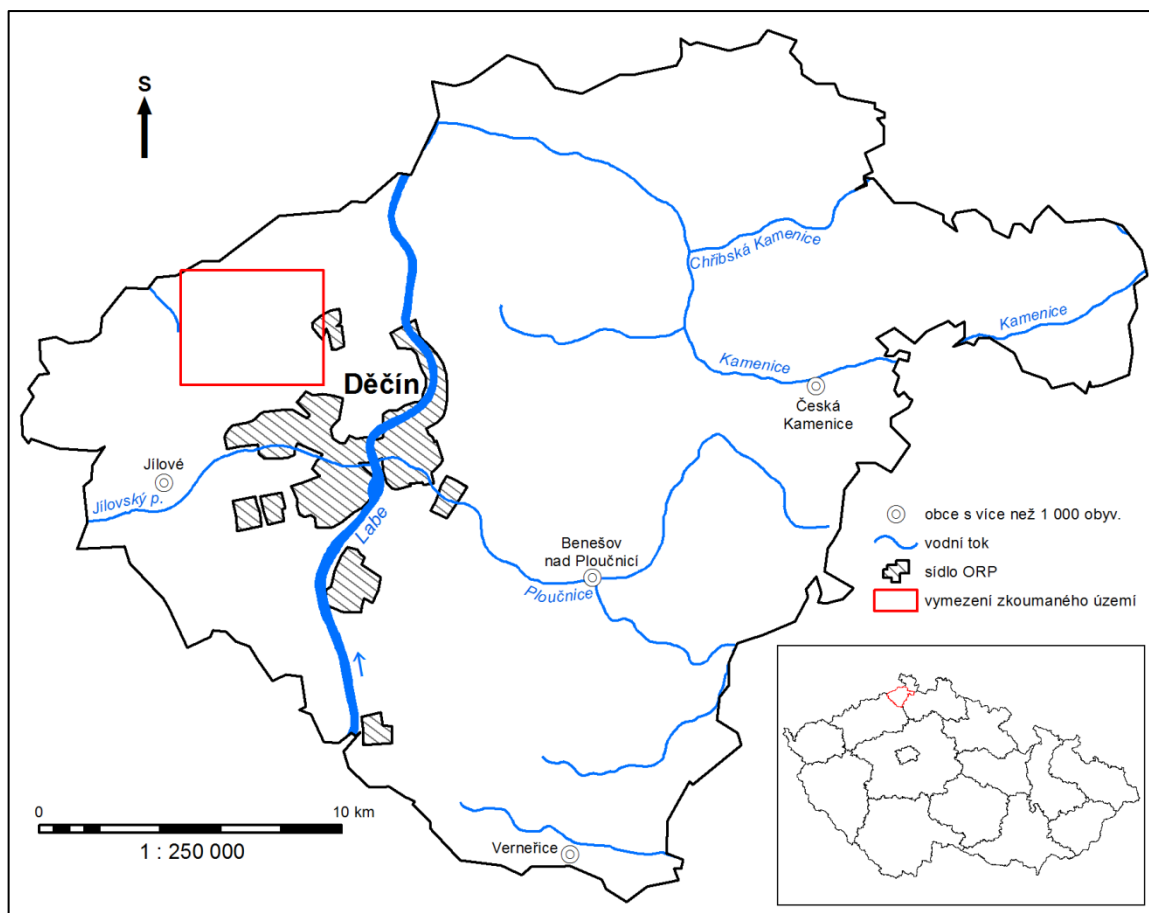 S
Chřibská Kamenice
Kamenice
Kamenice
Děčín
Česká
Kamenice
Jílové
Jílovský p.
Labe
obce s více než 1 000 obyv.
vodní tok
Benešov
nad Ploučnicí
sídlo ORP
Ploučnice
vymezení zkoumaného území
0 10 km
1 : 250 000
Verneřice